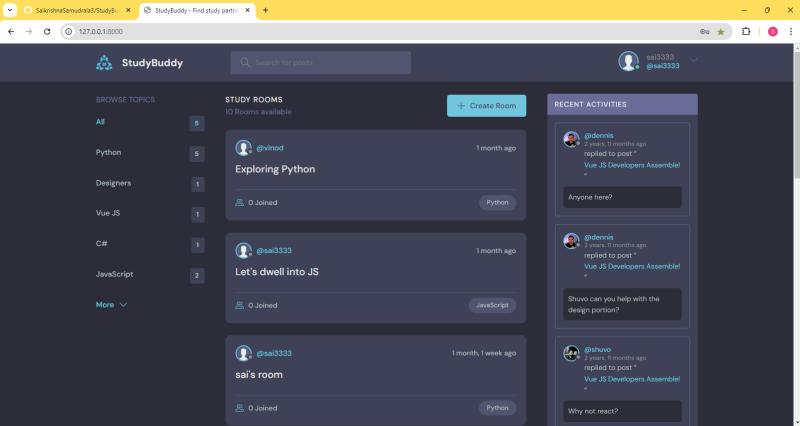 SaikrishnaSamudrala3/StudyBu
StudyBuddy - Find study partne
127.0.0.1:8000
S
StudyBuddy
Search for posts
sai3333
@sai3333
BROWSE TOPICS
All 5
Python 5
Designers 1
Vue JS 1
C# 1
JavaScript 2
More
STUDY ROOMS
10 Rooms available
Create Room
@vinod 1 month ago
Exploring Python
0 Joined Python
@sai3333 1 month ago
Let's dwell into JS
0 Joined JavaScript
@sai3333 1 month, 1 week ago
sai's room
0 Joined Python
RECENT ACTIVITIES
@dennis
2 years, 11 months ago
replied to post "
Vue JS Developers Assemble!
"
Anyone here?
@dennis
2 years, 11 months ago
replied to post "
Vue JS Developers Assemble!
"
Shuvo can you help with the
design portion?
@shuvo
2 years, 11 months ago
replied to post "
Vue JS Developers Assemble!
"
Why not react?